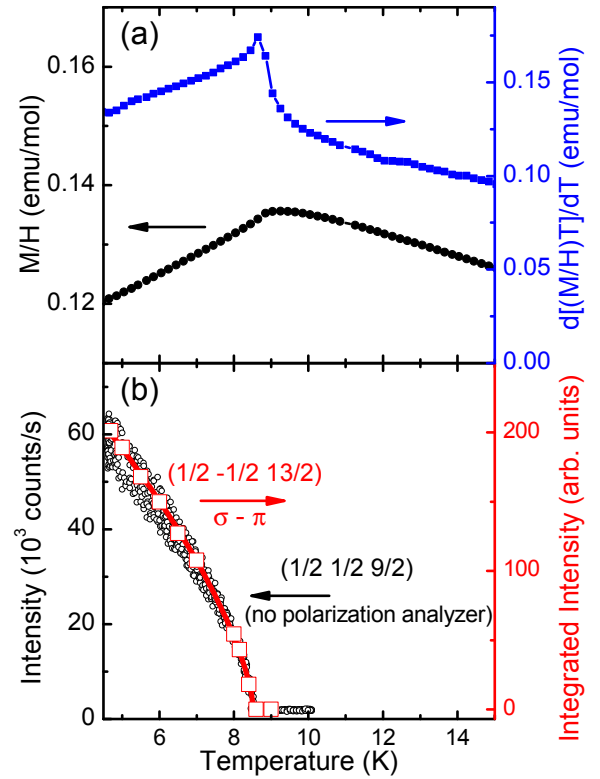 (a)
0.16
0.14
0.12
M/H (emu/mol)
0.15
0.10
0.05
0.00
d[(M/H)T]/dT (emu/mol)
(b)
60
40
20
0
Intensity (10³ counts/s)
(1/2 -1/2 13/2)
σ - π
(1/2 1/2 9/2)
(no polarization analyzer)
200
100
0
Integrated Intensity (arb. units)
6 8 10 12 14
Temperature (K)